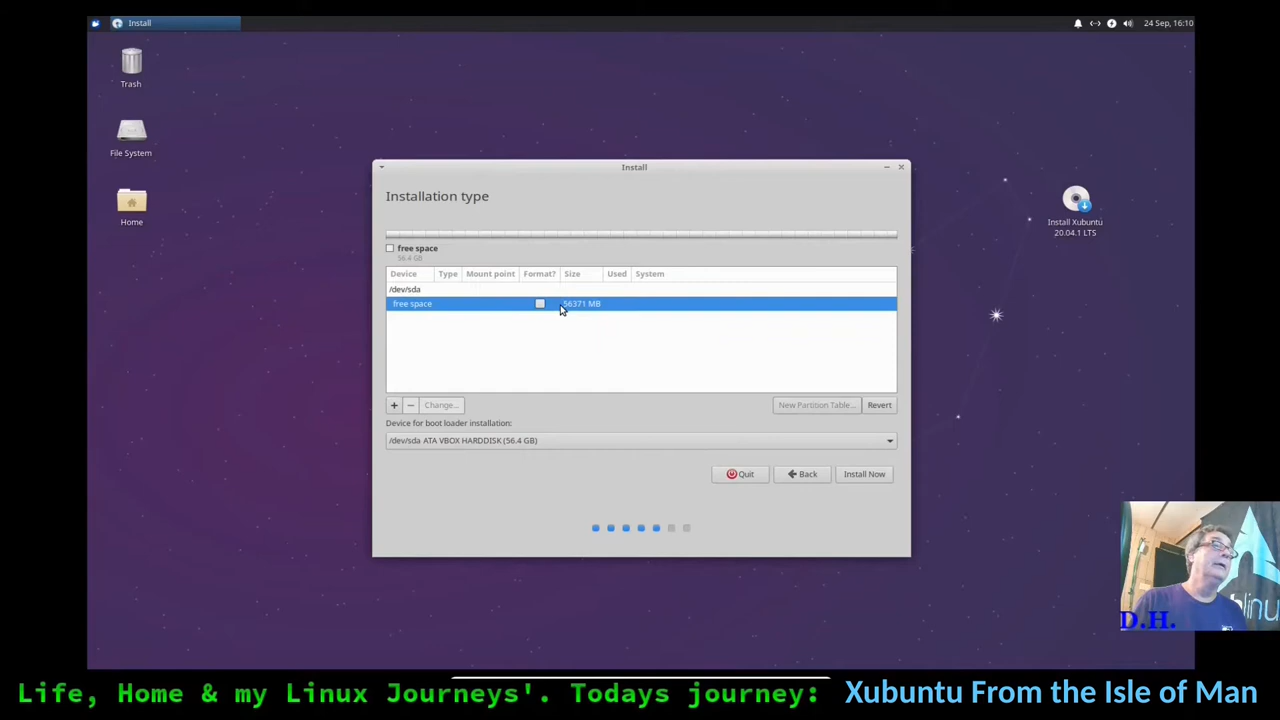 Install
24 Sep, 16:10
Trash
File System
Home
Install Xubuntu
20.04.1 LTS
Install
Installation type
free space
56.4 GB
Device Type Mount point Format? Size Used System
/dev/sda
free space 56371 MB
+ − Change... New Partition Table... Revert
Device for boot loader installation:
/dev/sda ATA VBOX HARDDISK (56.4 GB)
Quit Back Install Now
D.H.
Life, Home & my Linux Journeys'. Todays journey: Xubuntu From the Isle of Man